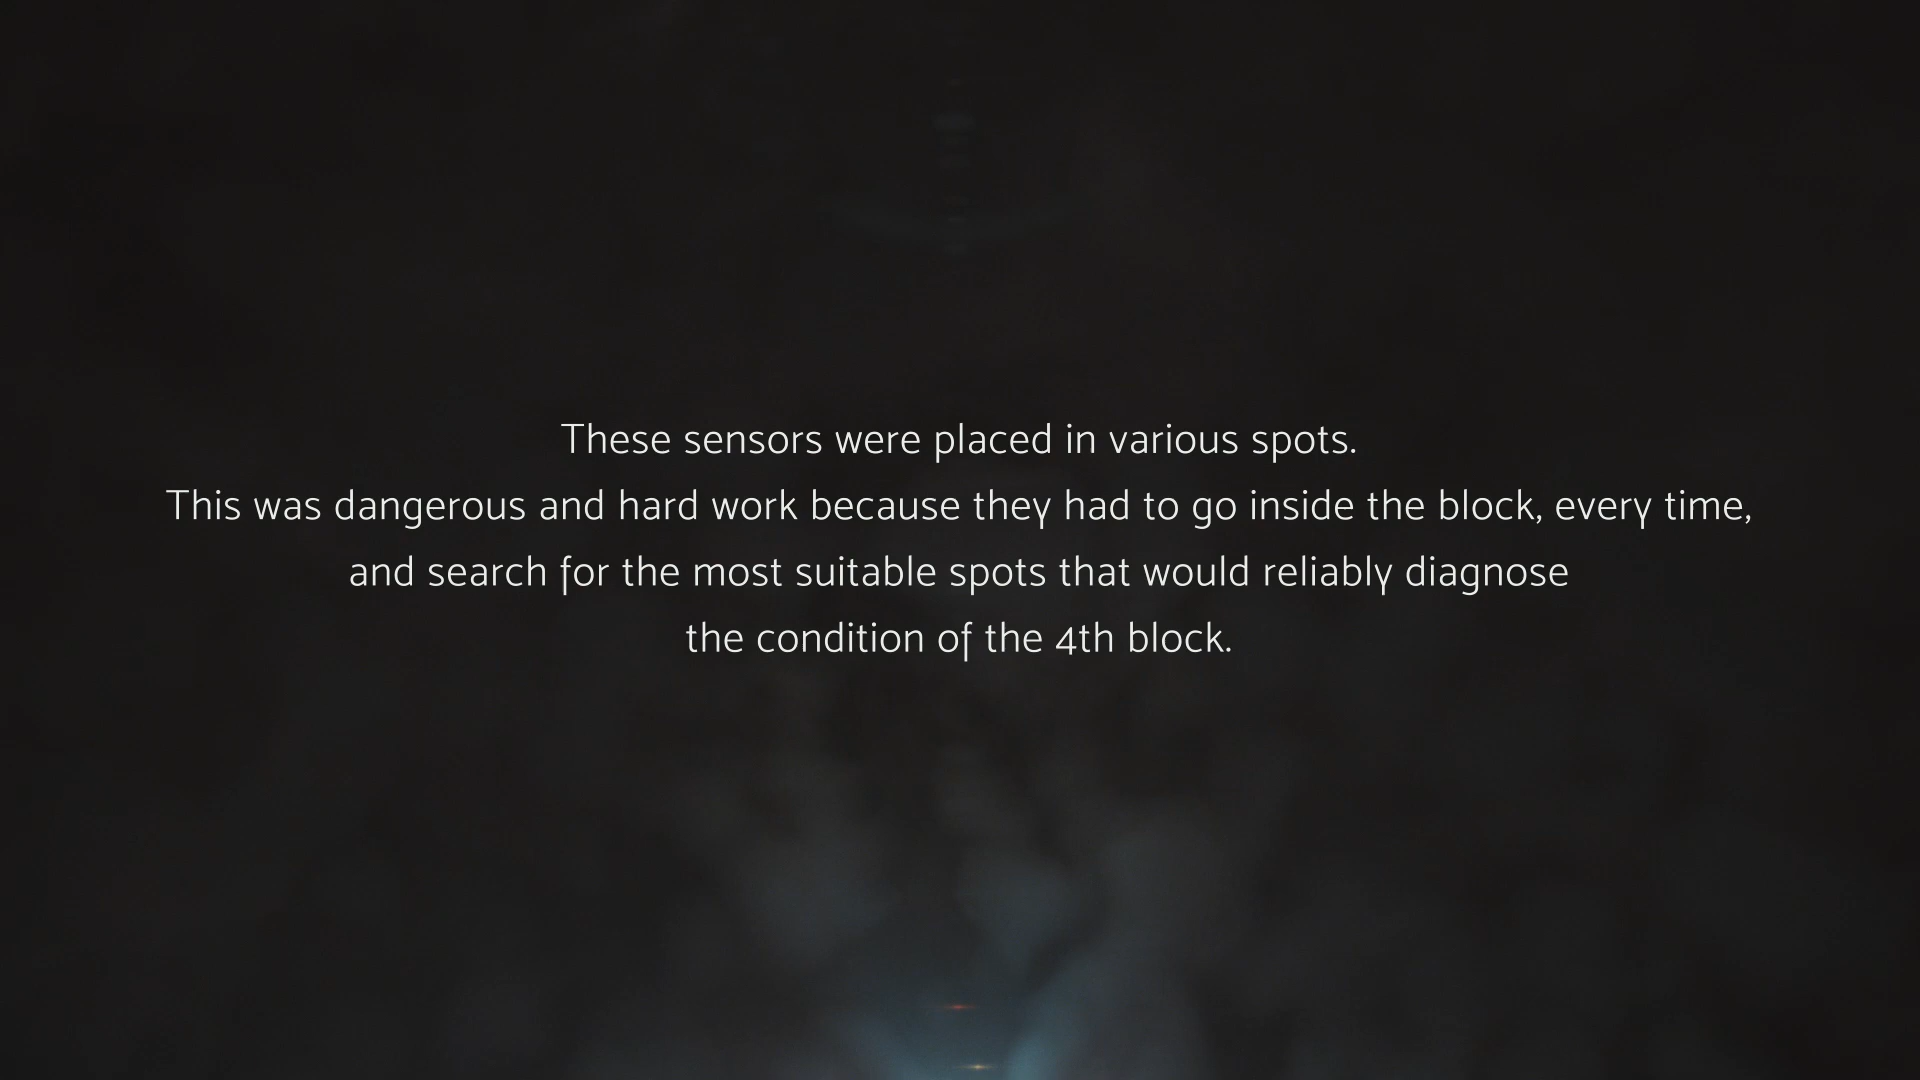 These sensors were placed in various spots.
This was dangerous and hard work because they had to go inside the block, every time,
and search for the most suitable spots that would reliably diagnose
the condition of the 4th block.